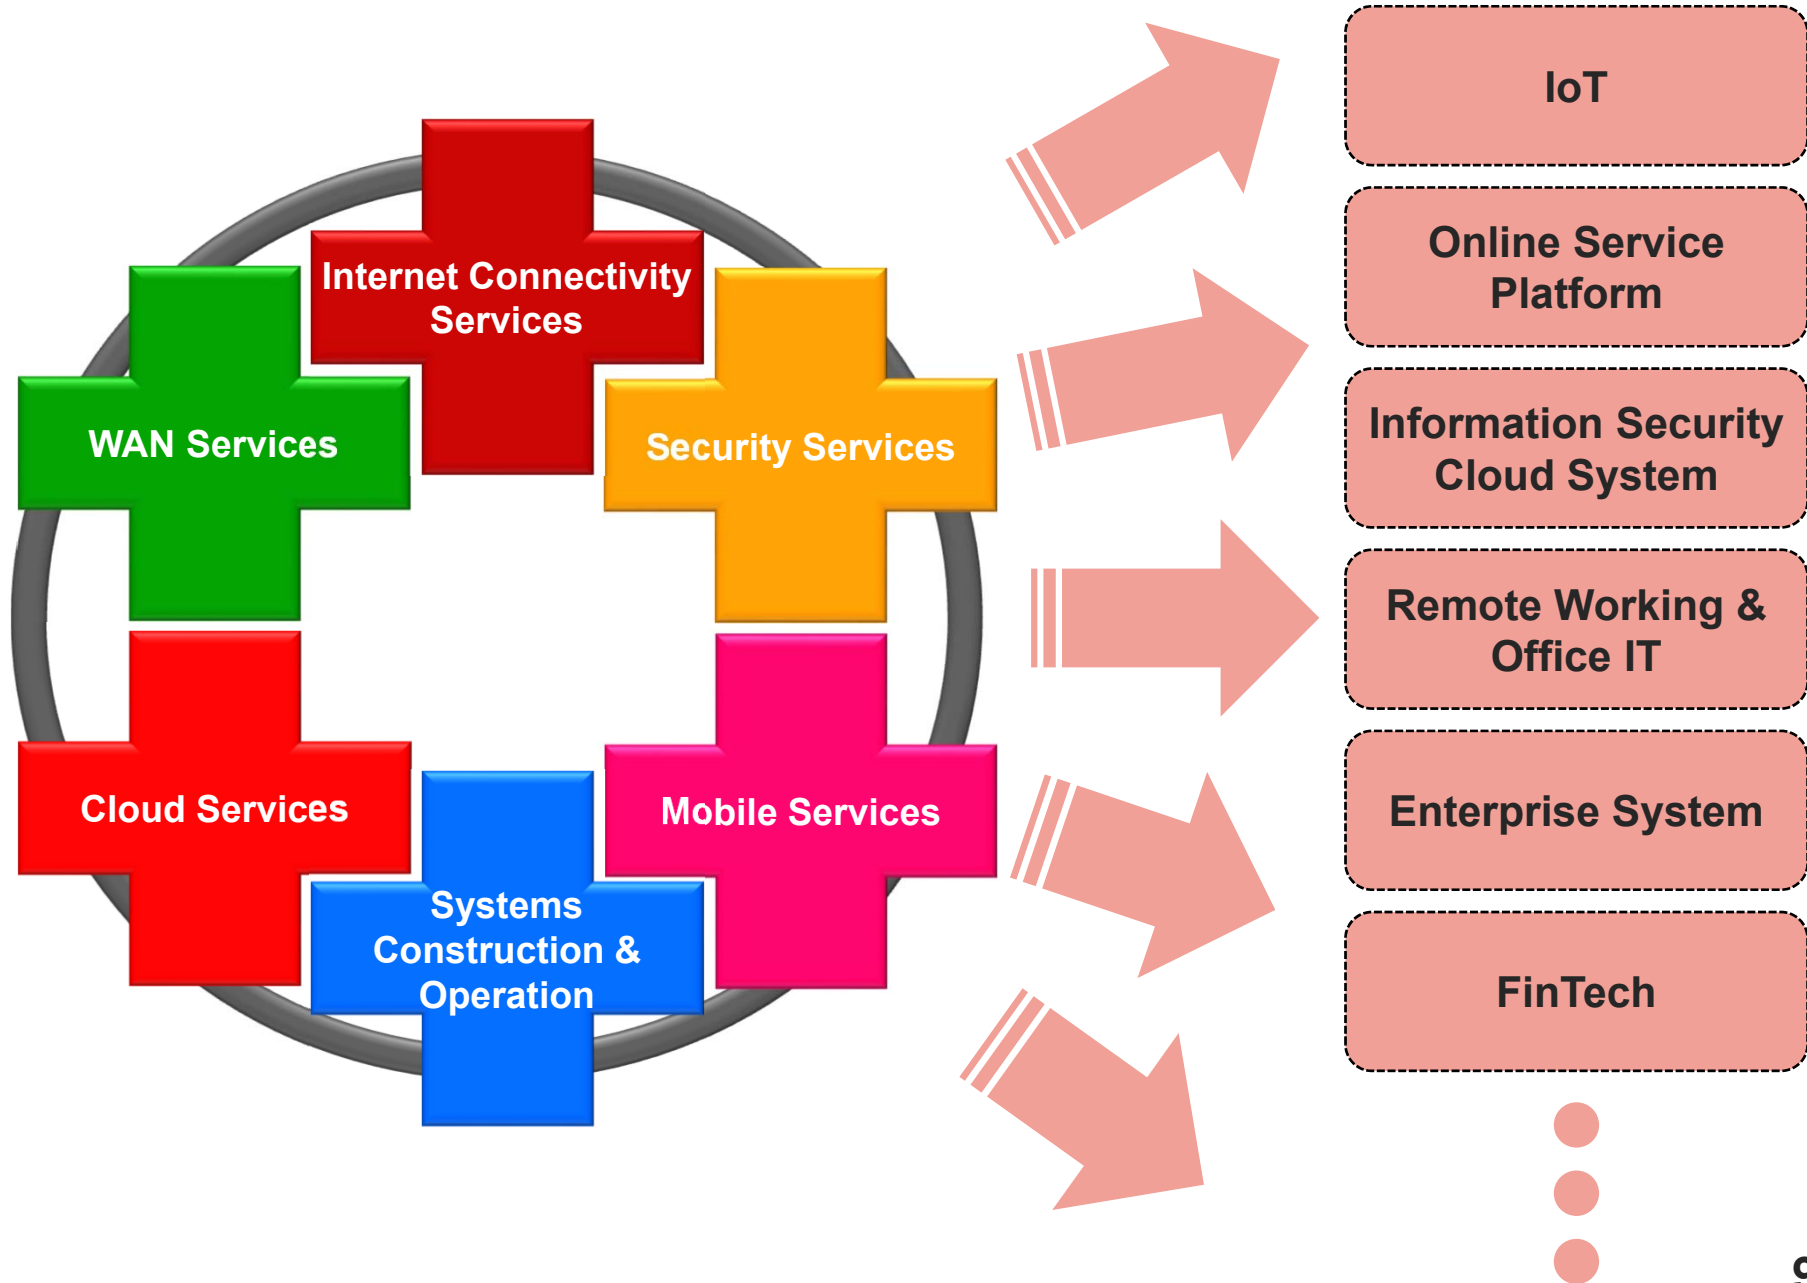 Internet Connectivity
Services
WAN Services
Security Services
Cloud Services
Mobile Services
Systems
Construction &
Operation
IoT
Online Service
Platform
Information Security
Cloud System
Remote Working &
Office IT
Enterprise System
FinTech